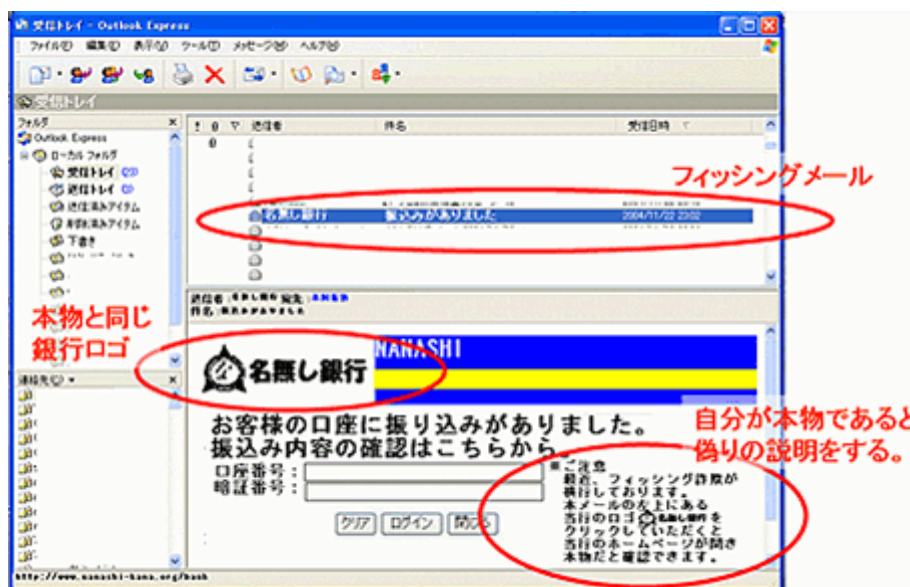 受信トレイ - Outlook Express
ファイル(F) 編集(E) 表示(V) ツール(T) メッセージ(M) ヘルプ(H)
受信トレイ
フォルダ
Outlook Express
ローカル フォルダ
受信トレイ
送信トレイ
送信済みアイテム
削除済みアイテム
下書き
連絡先(C)
! 送信者 件名 受信日時
フィッシングメール
名無し銀行 振込みがありました 2004/11/22 23:02
送信者: 宛先:
件名:
本物と同じ
銀行ロゴ
NANASHI
名無し銀行
お客様の口座に振り込みがありました。
振込み内容の確認はこちらから。
口座番号:
暗証番号:
クリア ログイン 閉じる
自分が本物であると
偽りの説明をする。
※ご注意
最近、フィッシング詐欺が
横行しております。
本メールの左上にある
当行のロゴ 名無し銀行 を
クリックしていただくと
当行のホームページが開き
本物だと確認できます。